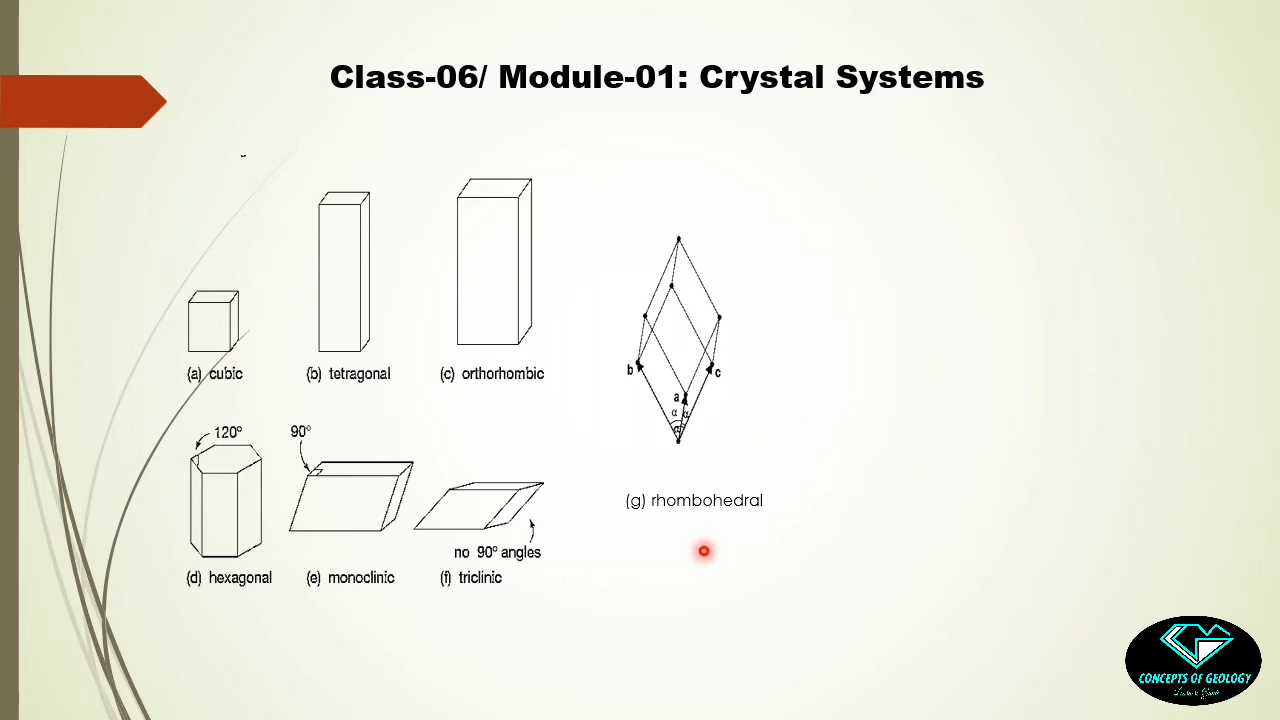 Class-06/ Module-01: Crystal Systems
(a) cubic
(b) tetragonal
(c) orthorhombic
b
a
c
α
α
α
120°
90°
no 90° angles
(d) hexagonal
(e) monoclinic
(f) triclinic
(g) rhombohedral
CONCEPTS OF GEOLOGY